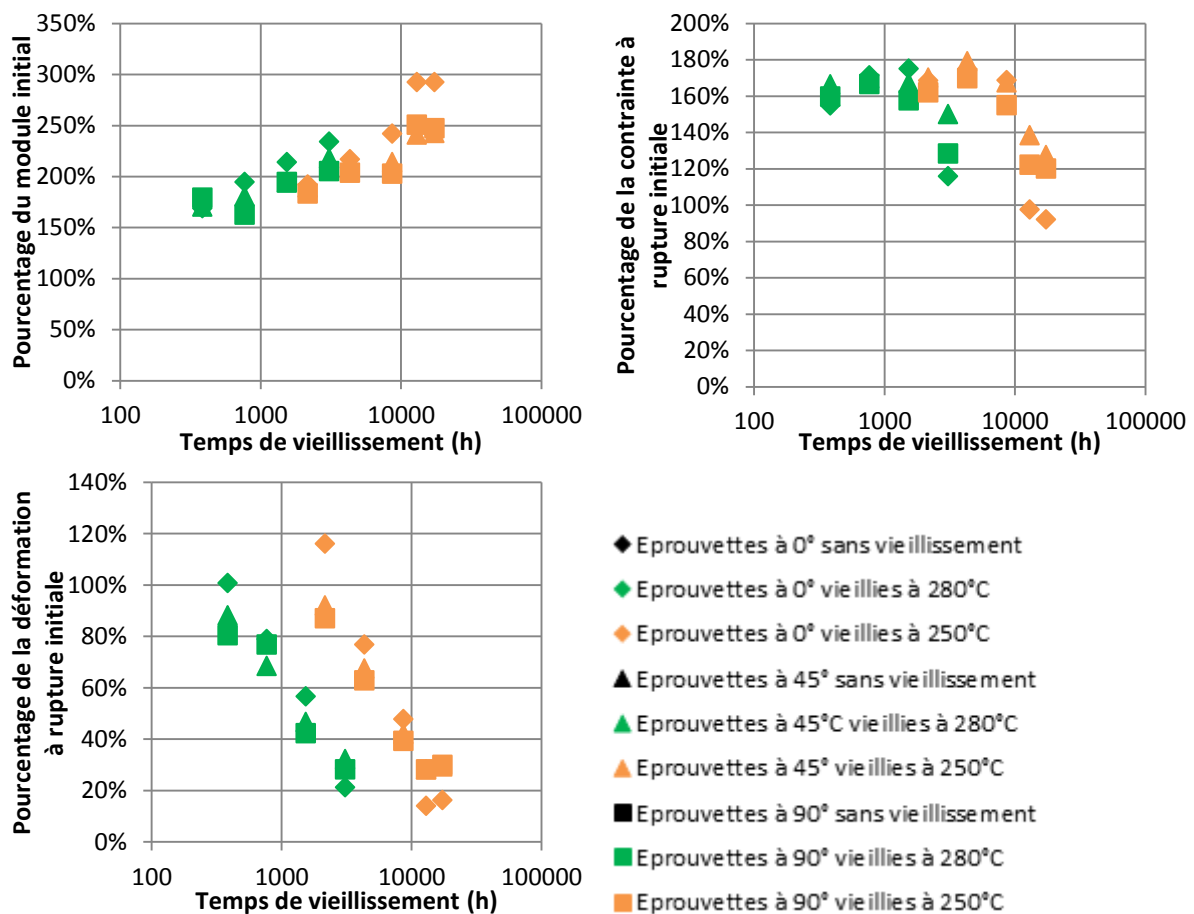 Pourcentage du module initial
350%
300%
250%
200%
150%
100%
50%
0%
100
1000
10000
100000
Temps de vieillissement (h)
Pourcentage de la contrainte à
rupture initiale
200%
180%
160%
140%
120%
100%
80%
60%
40%
20%
0%
100
1000
10000
100000
Temps de vieillissement (h)
Pourcentage de la déformation
à rupture initiale
140%
120%
100%
80%
60%
40%
20%
0%
100
1000
10000
100000
Temps de vieillissement (h)
Eprouvettes à 0° sans vieillissement
Eprouvettes à 0° vieillies à 280°C
Eprouvettes à 0° vieillies à 250°C
Eprouvettes à 45° sans vieillissement
Eprouvettes à 45°C vieillies à 280°C
Eprouvettes à 45° vieillies à 250°C
Eprouvettes à 90° sans vieillissement
Eprouvettes à 90° vieillies à 280°C
Eprouvettes à 90° vieillies à 250°C